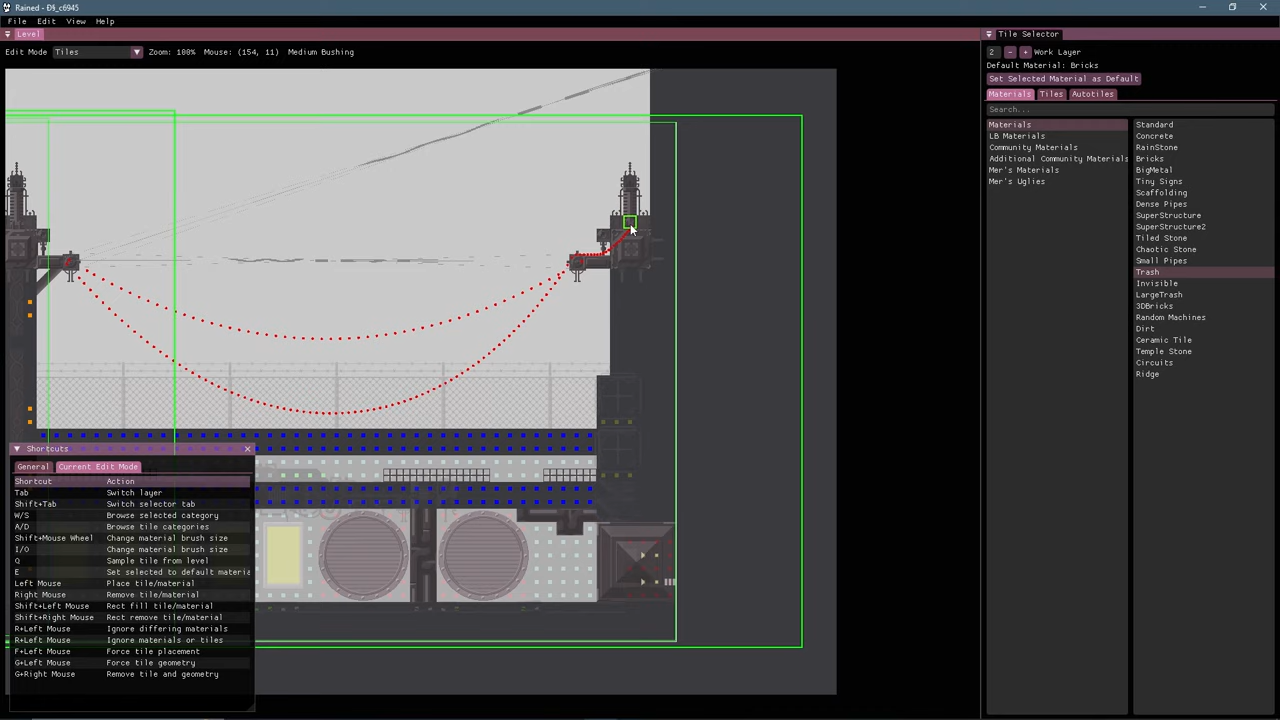 Rained - Đ§_c6945
File Edit View Help
Level
Edit Mode Tiles Zoom: 100% Mouse: (154, 11) Medium Bushing
Tile Selector
2 - + Work Layer
Default Material: Bricks
Set Selected Material as Default
Materials Tiles Autotiles
Search...
Materials
LB Materials
Community Materials
Additional Community Materials
Mer's Materials
Mer's Uglies
Standard
Concrete
RainStone
Bricks
BigMetal
Tiny Signs
Scaffolding
Dense Pipes
SuperStructure
SuperStructure2
Tiled Stone
Chaotic Stone
Small Pipes
Trash
Invisible
LargeTrash
3DBricks
Random Machines
Dirt
Ceramic Tile
Temple Stone
Circuits
Ridge
Shortcuts
General Current Edit Mode
Shortcut Action
Tab Switch layer
Shift+Tab Switch selector tab
W/S Browse selected category
A/D Browse tile categories
Shift+Mouse Wheel Change material brush size
I/O Change material brush size
Q Sample tile from level
E Set selected to default materia
Left Mouse Place tile/material
Right Mouse Remove tile/material
Shift+Left Mouse Rect fill tile/material
Shift+Right Mouse Rect remove tile/material
R+Left Mouse Ignore differing materials
R+Left Mouse Ignore materials or tiles
F+Left Mouse Force tile placement
G+Left Mouse Force tile geometry
G+Right Mouse Remove tile and geometry